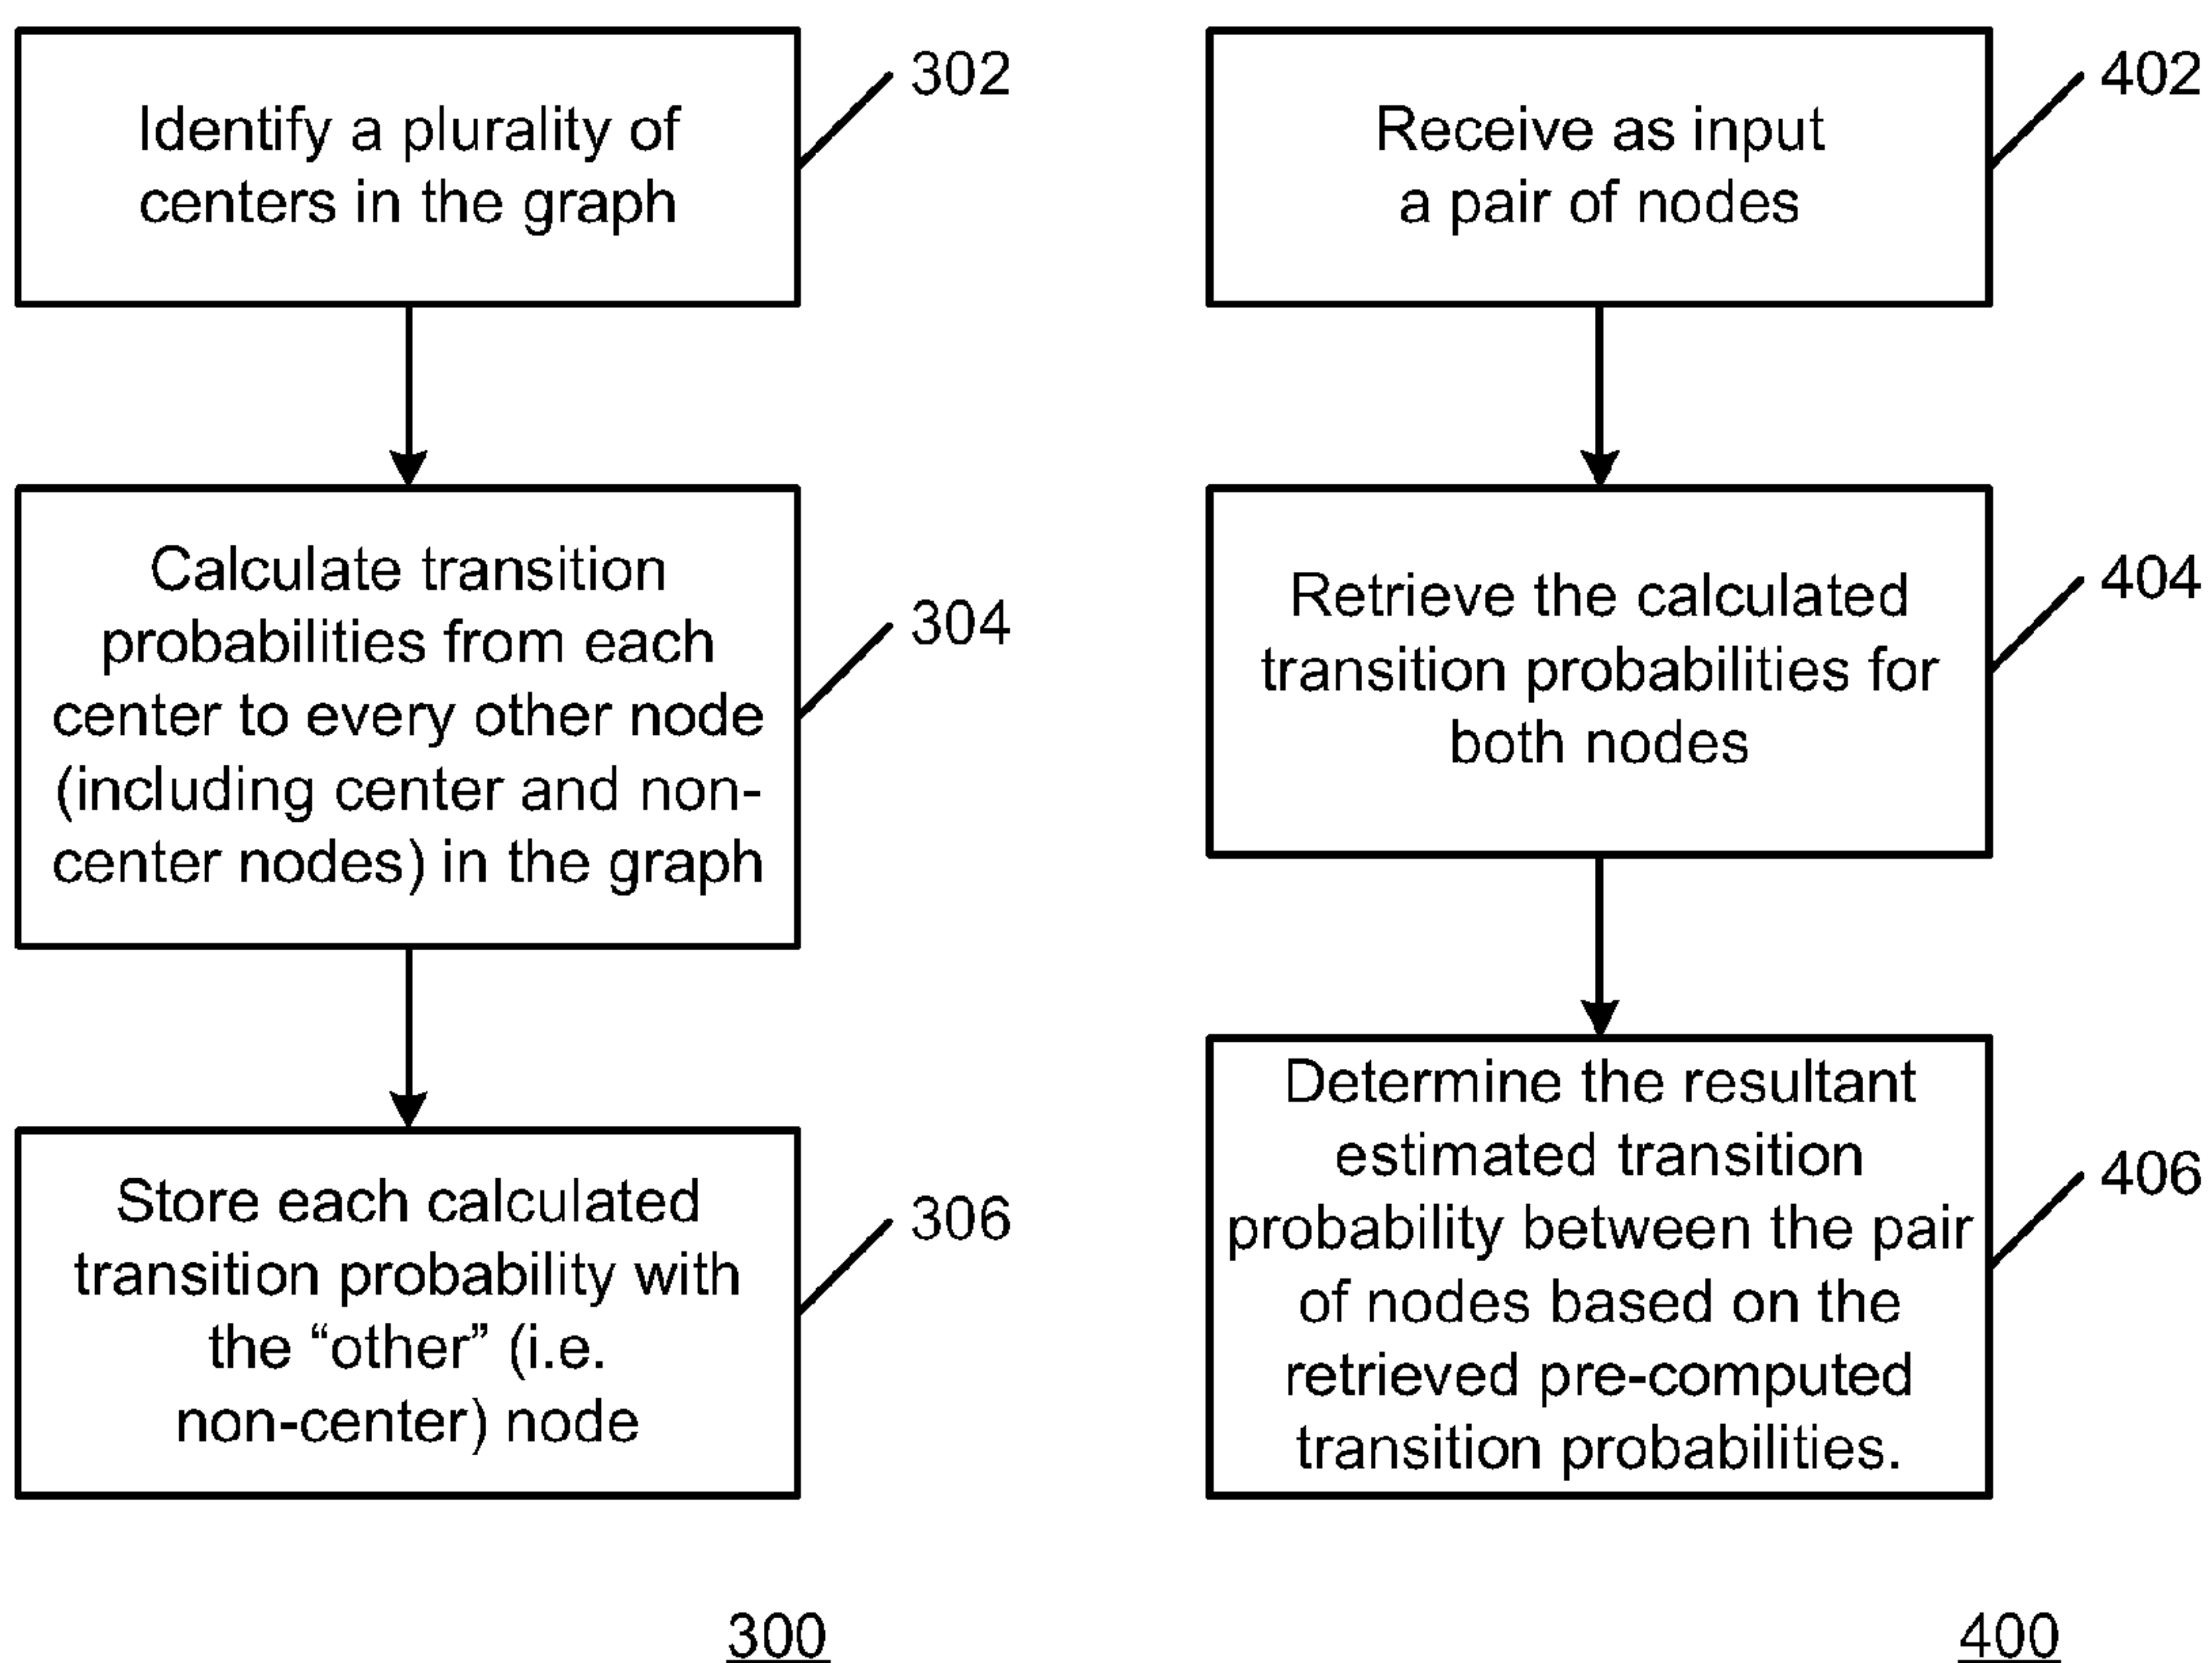 Identify a plurality of
centers in the graph
302
Calculate transition
probabilities from each
center to every other node
(including center and non-
center nodes) in the graph
304
Store each calculated
transition probability with
the “other” (i.e.
non-center) node
306
300
Receive as input
a pair of nodes
402
Retrieve the calculated
transition probabilities for
both nodes
404
Determine the resultant
estimated transition
probability between the pair
of nodes based on the
retrieved pre-computed
transition probabilities.
406
400